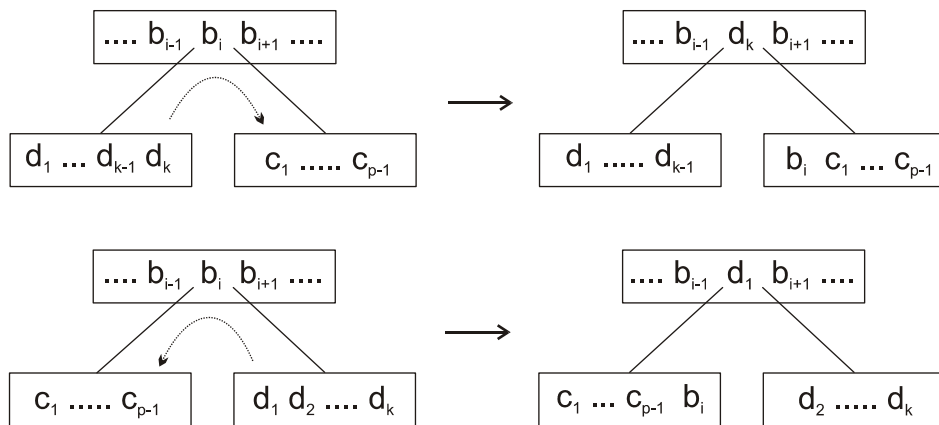 .... b_{i-1} b_i b_{i+1} .... .... b_{i-1} d_k b_{i+1} ....
d_1 ... d_{k-1} d_k c_1 ..... c_{p-1} d_1 ..... d_{k-1} b_i c_1 ... c_{p-1}
.... b_{i-1} b_i b_{i+1} .... .... b_{i-1} d_1 b_{i+1} ....
c_1 ..... c_{p-1} d_1 d_2 .... d_k c_1 ... c_{p-1} b_i d_2 ..... d_k